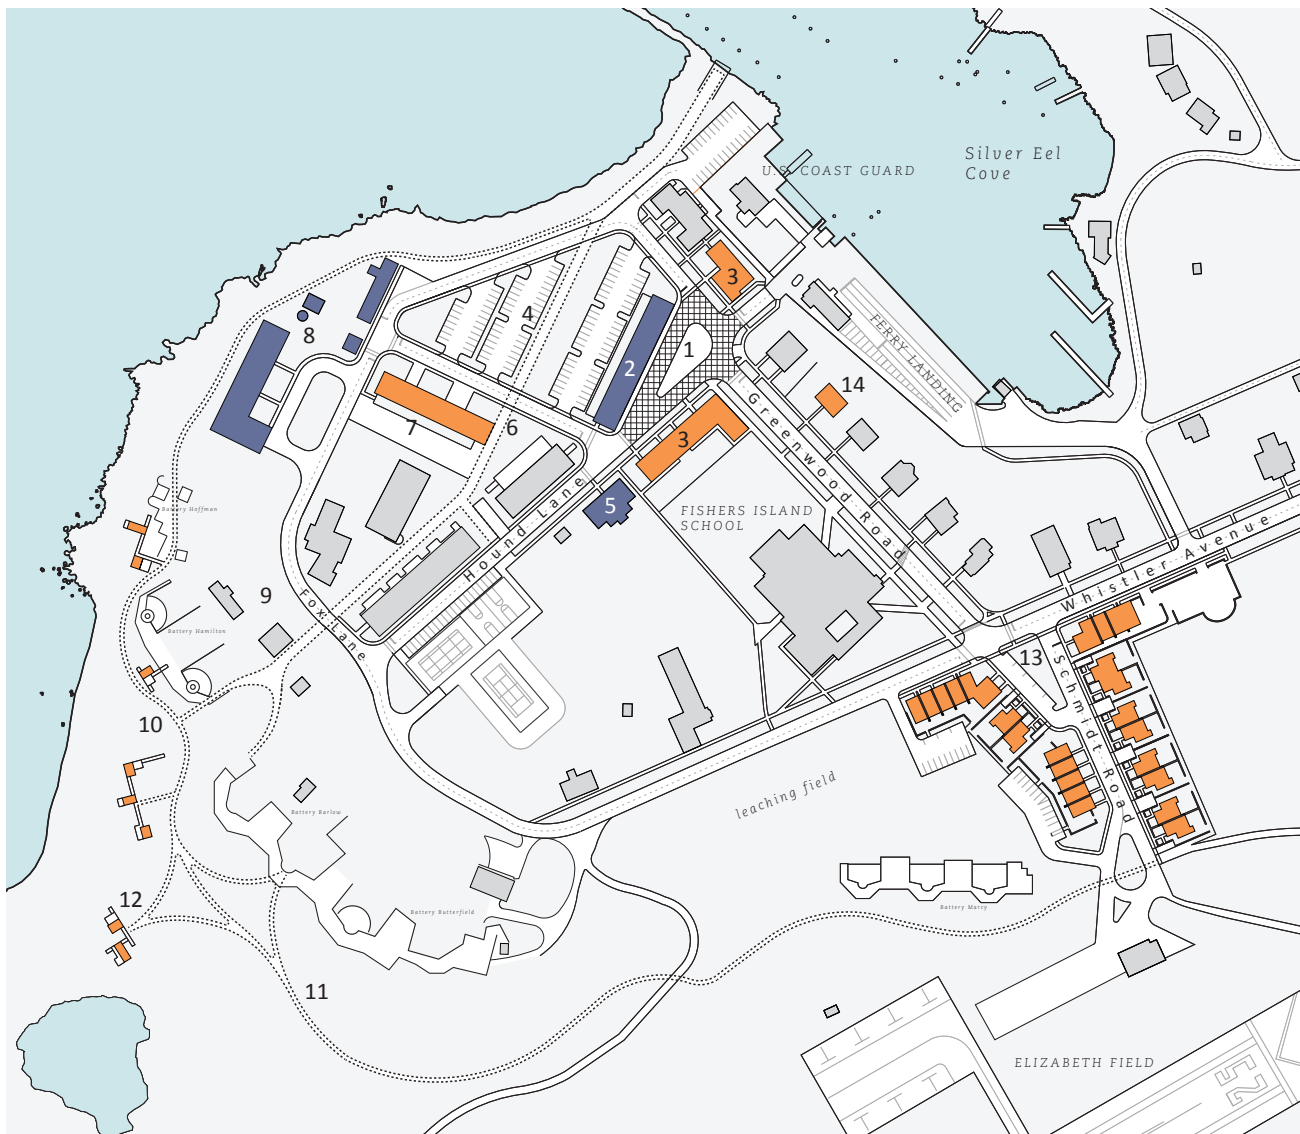 Silver Eel
Cove
U.S. COAST GUARD
3
4
8
1
FERRY LANDING
2
14
7
6
3
Greenwood Road
5
FISHERS ISLAND
SCHOOL
Hound Lane
Battery Hoffman
Whistler Avenue
9
Fox Lane
Battery Hamilton
13
Schmidt Road
10
leaching field
Battery Barlow
12
Battery Butterfield
Battery Marcy
11
ELIZABETH FIELD
25